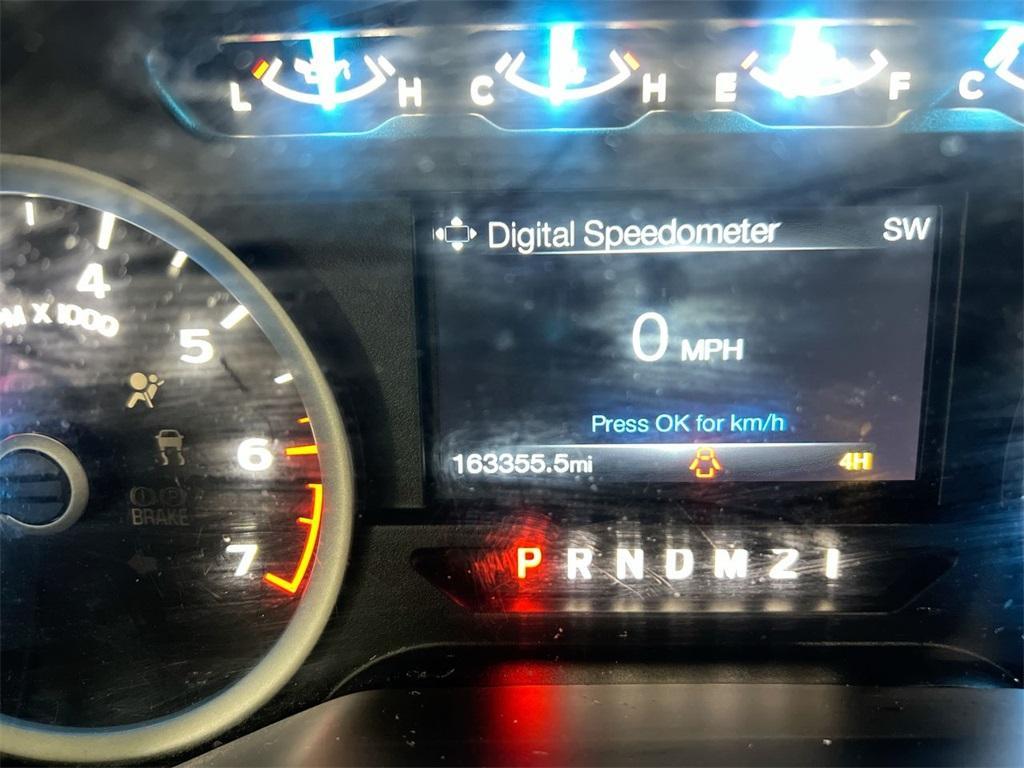 L H C H E F C
Digital Speedometer SW
4
X 1000
5
0 MPH
Press OK for km/h
6
163355.5mi 4H
BRAKE
7
P R N D M 2 1